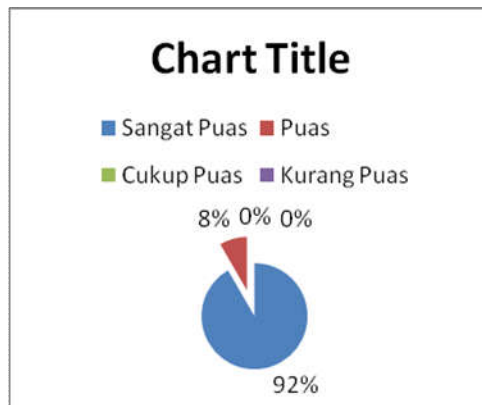 Chart Title
Sangat Puas Puas
Cukup Puas Kurang Puas
8% 0% 0%
92%